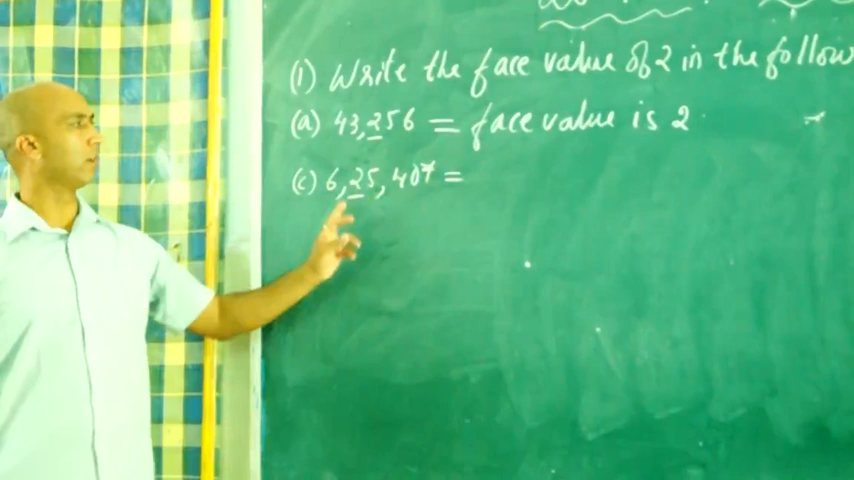 (1) Write the face value of 2 in the follow
(a) 43,256 = face value is 2
(c) 6,25,407 =